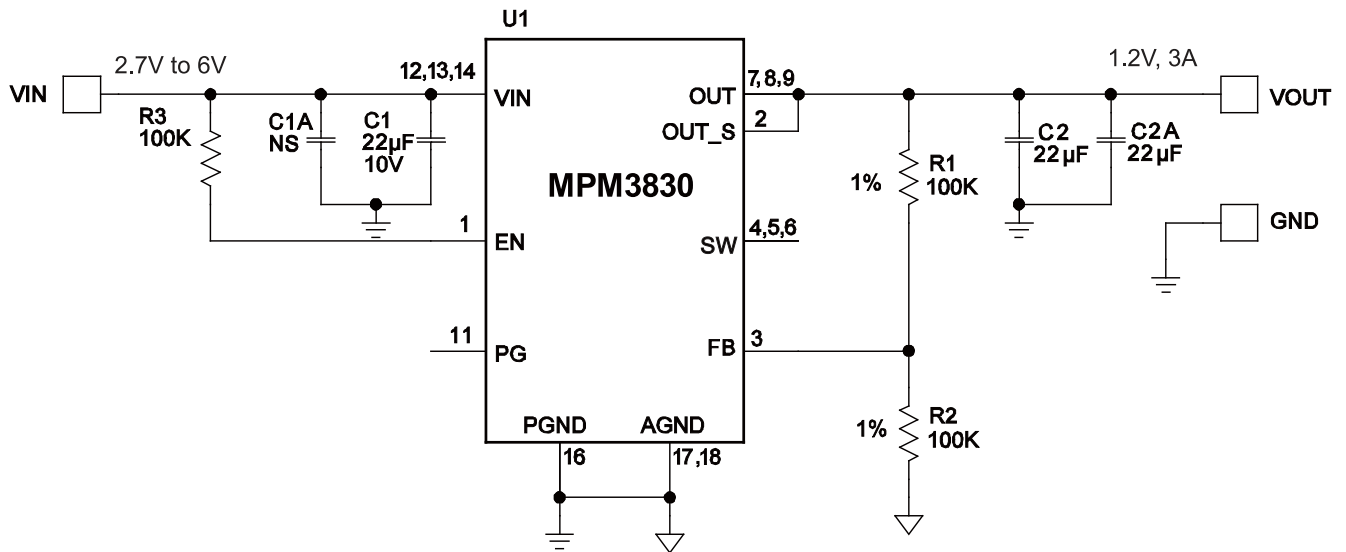 U1
2.7V to 6V
VIN
R3
100K
C1A
NS
C1
22µF
10V
12,13,14
VIN
1
EN
11
PG
MPM3830
PGND
16
AGND
17,18
OUT
7, 8, 9
OUT_S
2
SW
4,5,6
FB
3
1%
R1
100K
1%
R2
100K
C2
22µF
C2A
22µF
1.2V, 3A
VOUT
GND